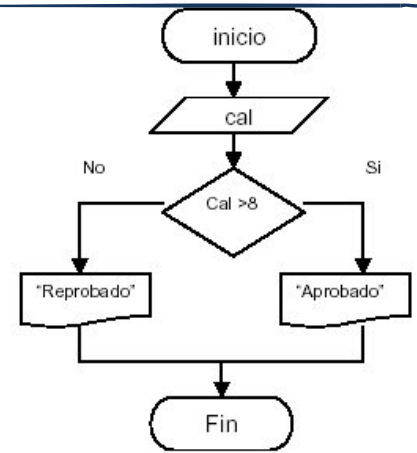 inicio
cal
No
Si
Cal >8
"Reprobado"
"Aprobado"
Fin